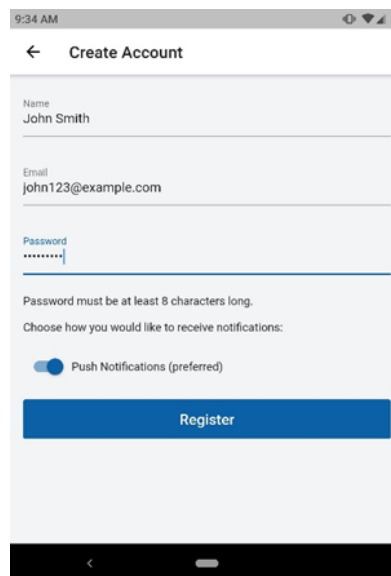 9:34 AM
Create Account
Name
John Smith
Email
john123@example.com
Password
•••••••••
Password must be at least 8 characters long.
Choose how you would like to receive notifications:
Push Notifications (preferred)
Register